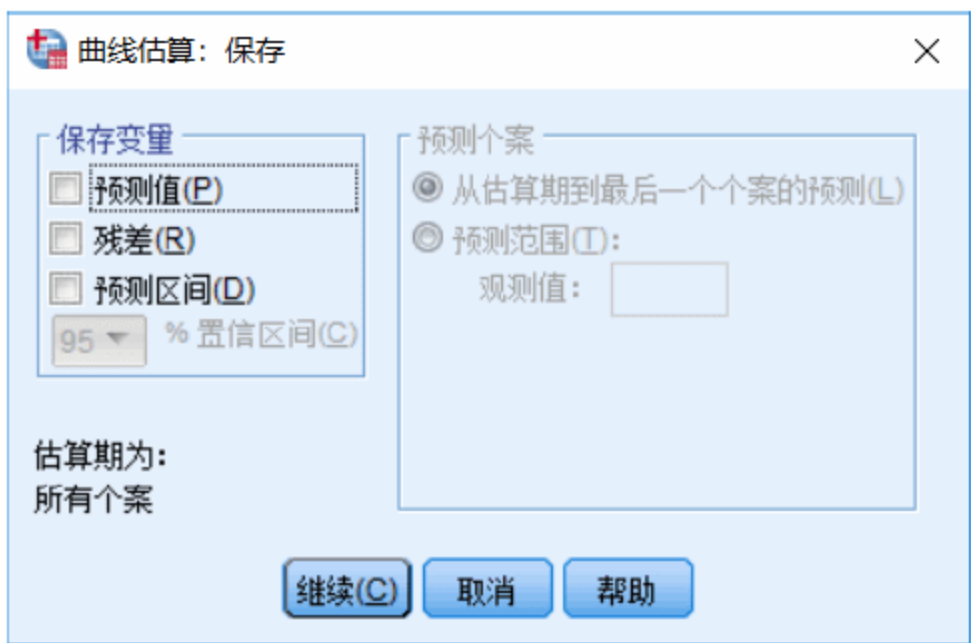 曲线估算：保存
保存变量
预测值(P)
残差(R)
预测区间(D)
95 % 置信区间(C)
预测个案
从估算期到最后一个个案的预测(L)
预测范围(T)：
观测值：
估算期为：
所有个案
继续(C) 取消 帮助